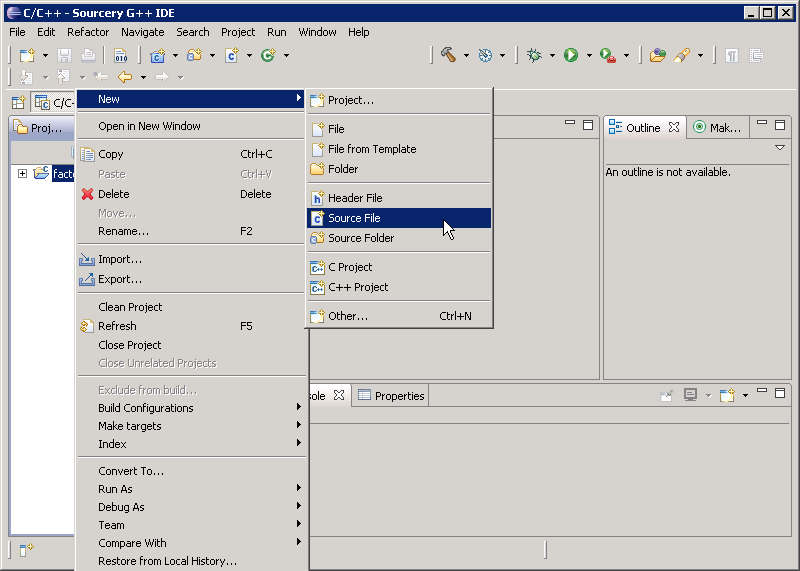 C/C++ - Sourcery G++ IDE
File Edit Refactor Navigate Search Project Run Window Help
C/C-
Proj...
facto
New
Open in New Window
Copy Ctrl+C
Paste Ctrl+V
Delete Delete
Move...
Rename... F2
Import...
Export...
Clean Project
Refresh F5
Close Project
Close Unrelated Projects
Exclude from build...
Build Configurations
Make targets
Index
Convert To...
Run As
Debug As
Team
Compare With
Restore from Local History...
Project...
File
File from Template
Folder
Header File
Source File
Source Folder
C Project
C++ Project
Other... Ctrl+N
Outline Mak...
An outline is not available.
sole Properties